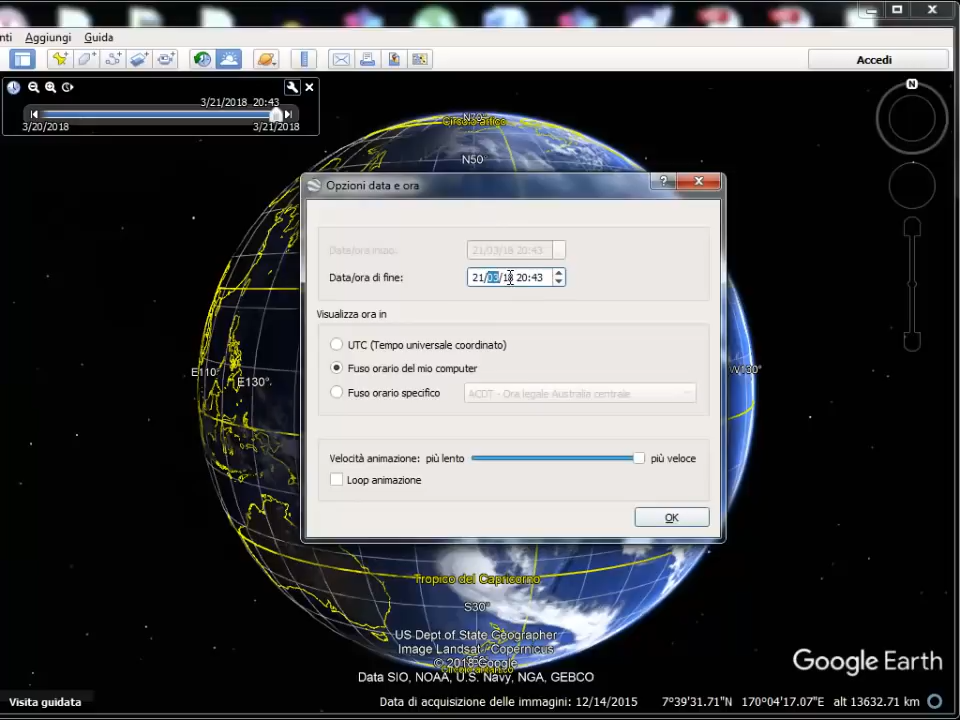 nti Aggiungi Guida
Accedi
3/21/2018 20:43
3/20/2018 3/21/2018
N
N70°
Circolo artico
N50
Opzioni data e ora
?
Data/ora inizio: 21/03/18 20:43
Data/ora di fine: 21/03/18 20:43
Visualizza ora in
UTC (Tempo universale coordinato)
Fuso orario del mio computer
Fuso orario specifico ACDT - Ora legale Australia centrale
E110° E130° W130°
Velocità animazione: più lento più veloce
Loop animazione
OK
Tropico del Capricorno
S30°
US Dept of State Geographer
Image Landsat / Copernicus
© 2018 Google
Data SIO, NOAA, U.S. Navy, NGA, GEBCO
Google Earth
Visita guidata Data di acquisizione delle immagini: 12/14/2015 7°39'31.71"N 170°04'17.07"E alt 13632.71 km